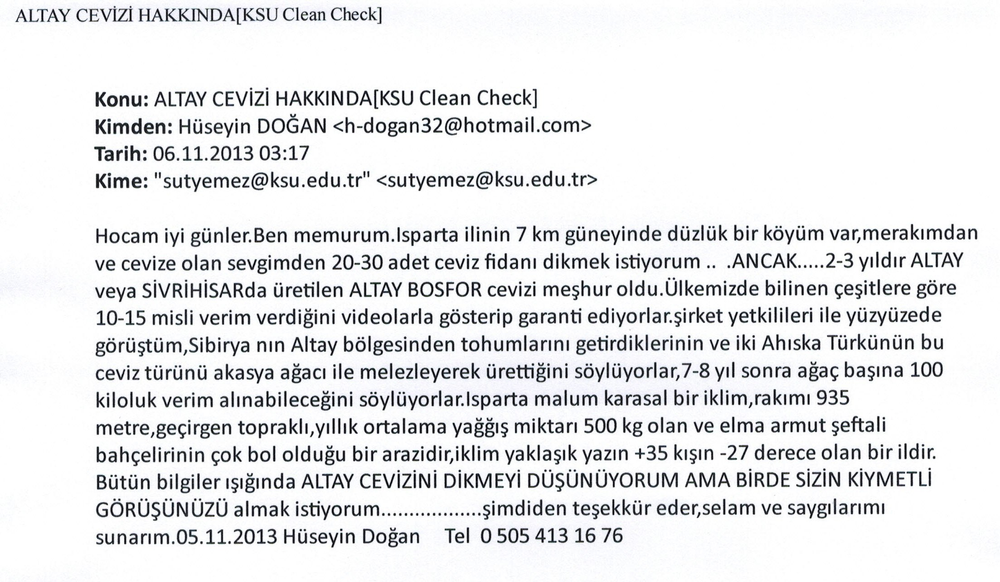 ALTAY CEVİZİ HAKKINDA[KSU Clean Check]
Konu: ALTAY CEVİZİ HAKKINDA[KSU Clean Check]
Kimden: Hüseyin DOĞAN <h-dogan32@hotmail.com>
Tarih: 06.11.2013 03:17
Kime: "sutyemez@ksu.edu.tr" <sutyemez@ksu.edu.tr>
Hocam iyi günler.Ben memurum.Isparta ilinin 7 km güneyinde düzlük bir köyüm var,merakımdan
ve cevize olan sevgimden 20-30 adet ceviz fidanı dikmek istiyorum ..  .ANCAK.....2-3 yıldır ALTAY
veya SİVRİHİSARda üretilen ALTAY BOSFOR cevizi meşhur oldu.Ülkemizde bilinen çeşitlere göre
10-15 misli verim verdiğini videolarla gösterip garanti ediyorlar.şirket yetkilileri ile yüzyüzede
görüştüm,Sibirya nın Altay bölgesinden tohumlarını getirdiklerinin ve iki Ahıska Türkünün bu
ceviz türünü akasya ağacı ile melezleyerek ürettiğini söylüyorlar,7-8 yıl sonra ağaç başına 100
kiloluk verim alınabileceğini söylüyorlar.Isparta malum karasal bir iklim,rakımı 935
metre,geçirgen topraklı,yıllık ortalama yağğış miktarı 500 kg olan ve elma armut şeftali
bahçelirinin çok bol olduğu bir arazidir,iklim yaklaşık yazın +35 kışın -27 derece olan bir ildir.
Bütün bilgiler ışığında ALTAY CEVİZİNİ DİKMEYİ DÜŞÜNÜYORUM AMA BİRDE SİZİN KİYMETLİ
GÖRÜŞÜNÜZÜ almak istiyorum..................şimdiden teşekkür eder,selam ve saygılarımı
sunarım.05.11.2013 Hüseyin Doğan     Tel  0 505 413 16 76